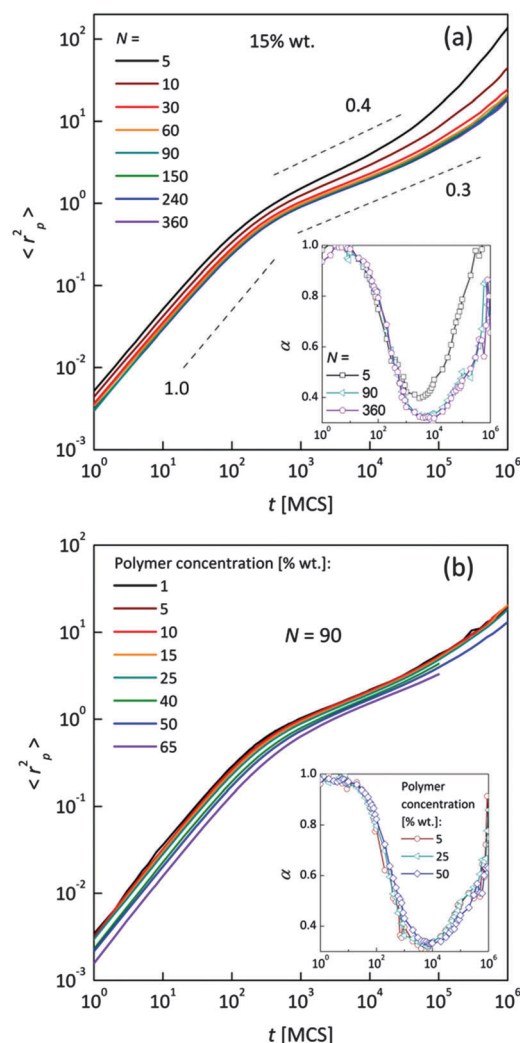 (a)
15% wt.
N =
5
10
30
60
90
150
240
360
0.4
0.3
1.0
10²
10¹
10⁰
10⁻¹
10⁻²
10⁻³
< r²ₚ >
10⁰ 10¹ 10² 10³ 10⁴ 10⁵ 10⁶
t [MCS]
1.0
0.8
0.6
0.4
α
N =
5
90
360
10⁰ 10² 10⁴ 10⁶
t [MCS]
(b)
Polymer concentration [% wt.]:
1
5
10
15
25
40
50
65
N = 90
10²
10¹
10⁰
10⁻¹
10⁻²
10⁻³
< r²ₚ >
10⁰ 10¹ 10² 10³ 10⁴ 10⁵ 10⁶
t [MCS]
1.0
0.8
0.6
0.4
α
Polymer
concentration
[% wt.]:
5
25
50
10⁰ 10² 10⁴ 10⁶
t [MCS]